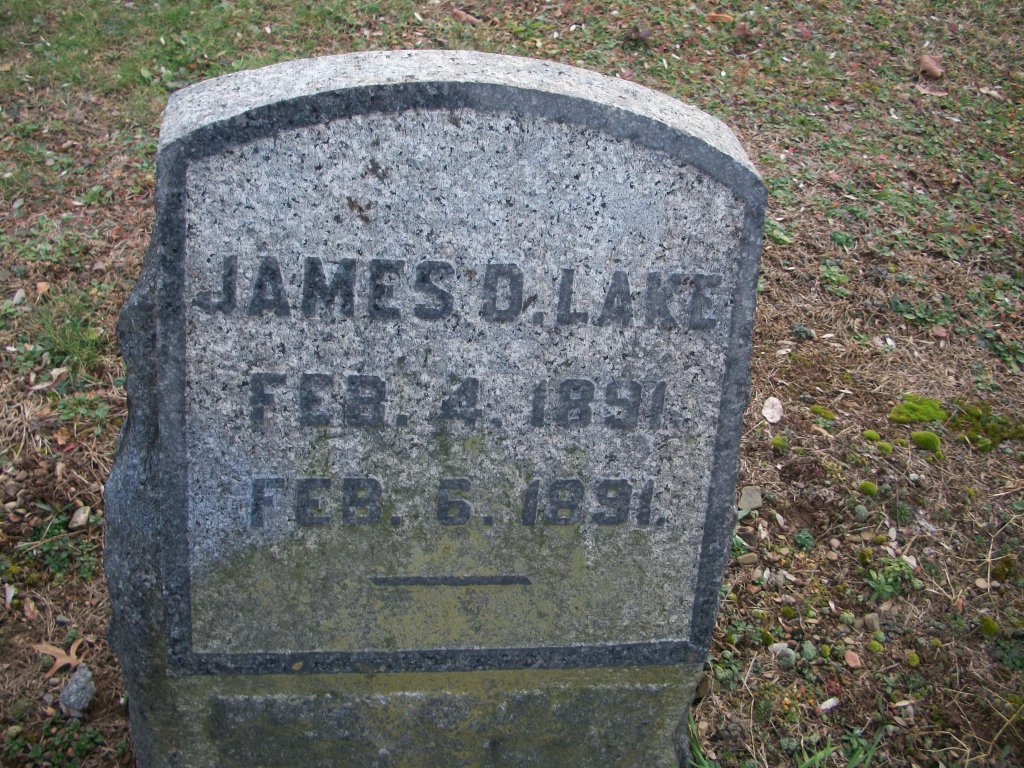 JAMES D. LAKE
FEB. 4. 1891.
FEB. 6. 1891.